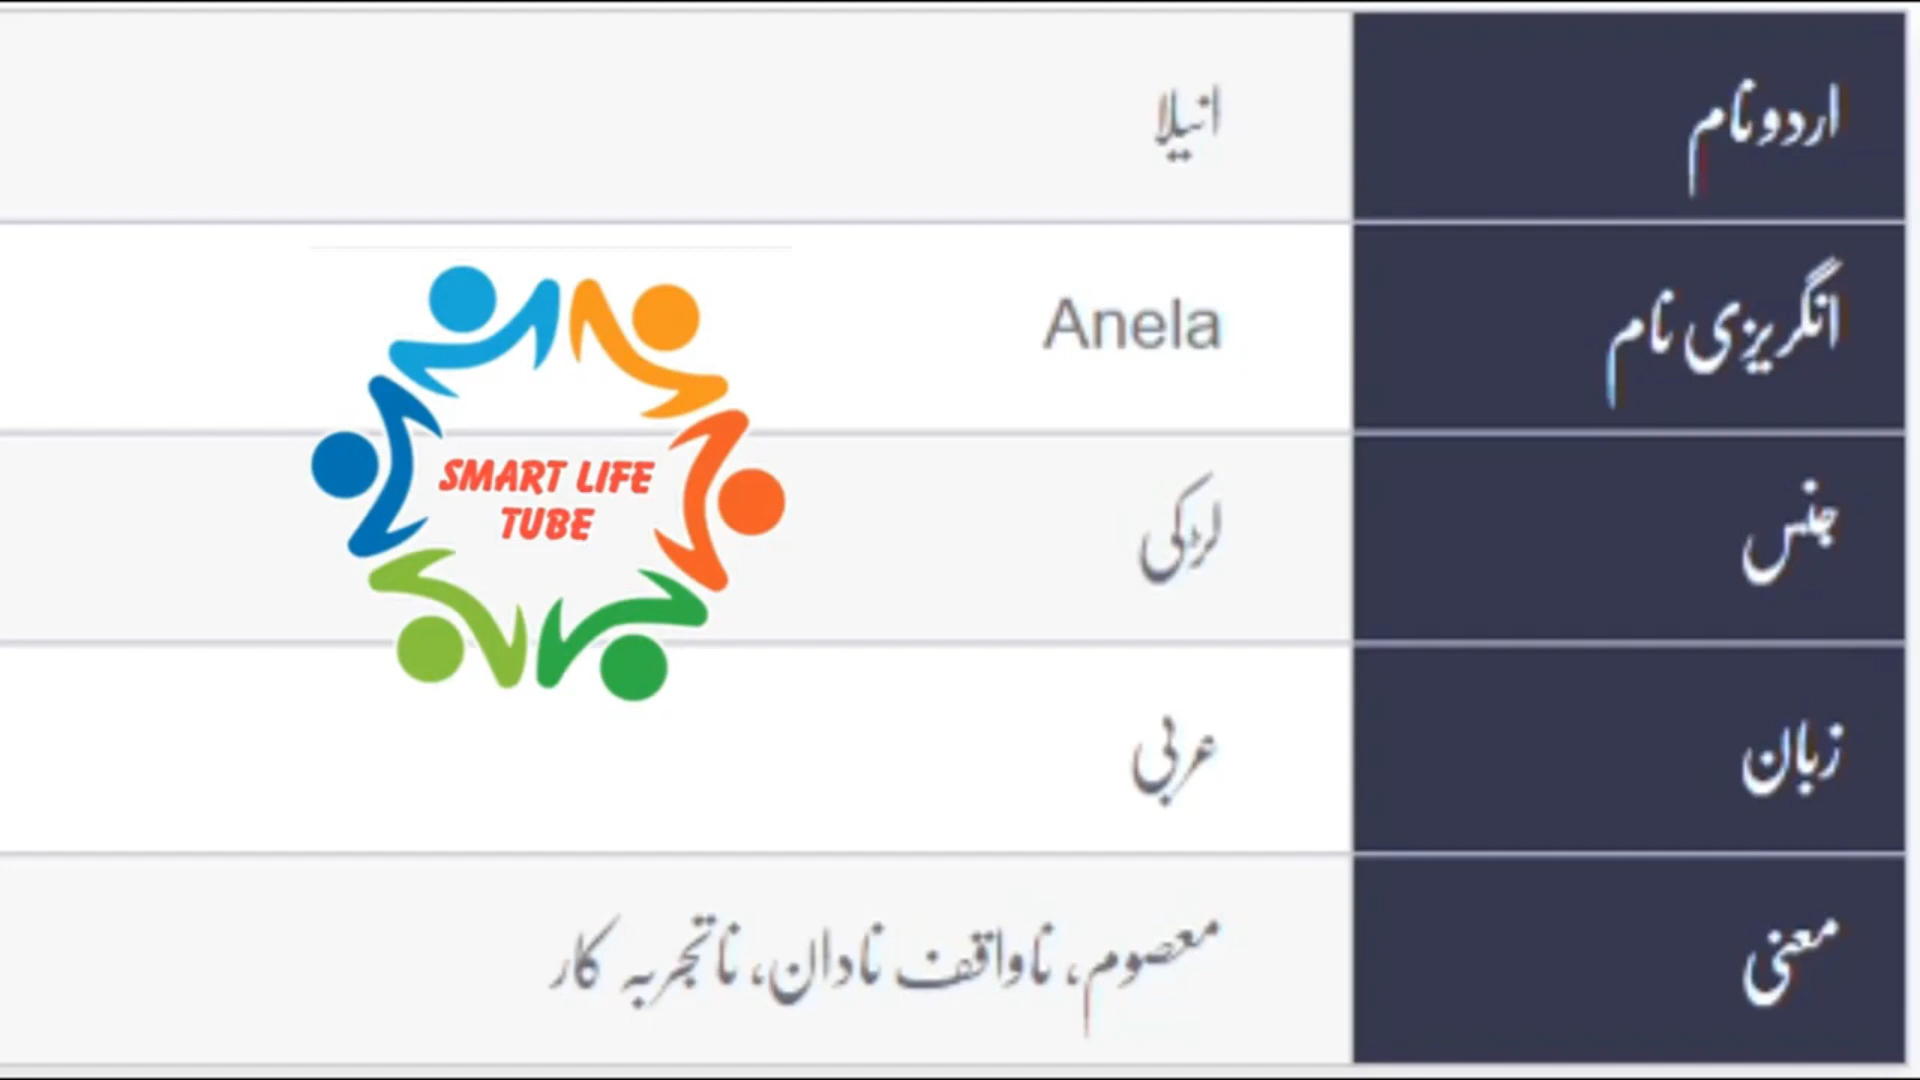 اردو نام
انیلا
انگریزی نام
Anela
جنس
لڑکی
زبان
عربی
معنی
معصوم، ناواقف نادان، ناتجربہ کار
SMART LIFE
TUBE